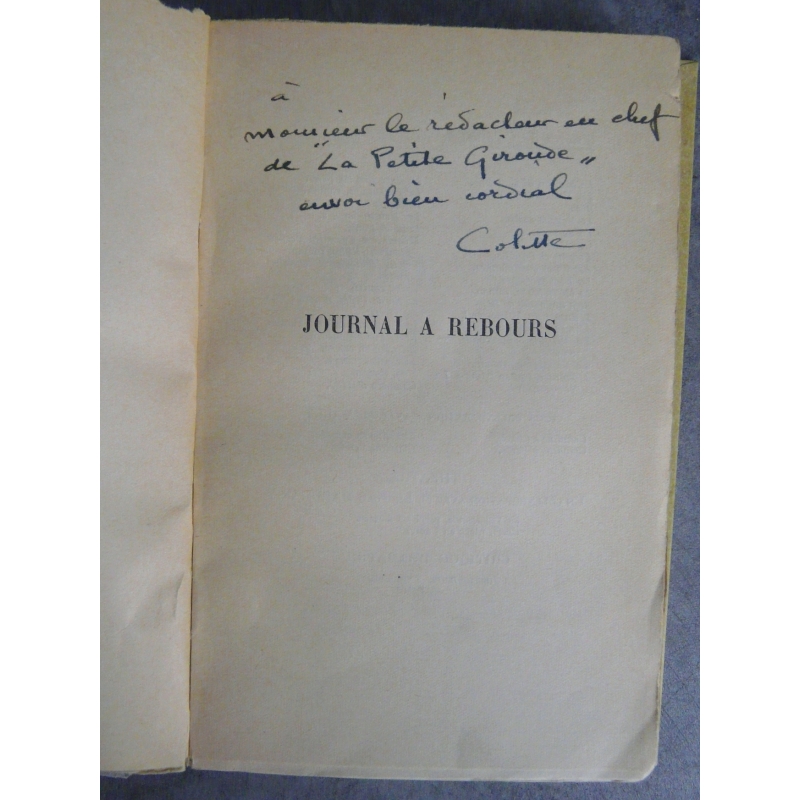 à
monsieur le rédacteur en chef
de "La Petite Gironde"
envoi bien cordial
Colette
JOURNAL A REBOURS